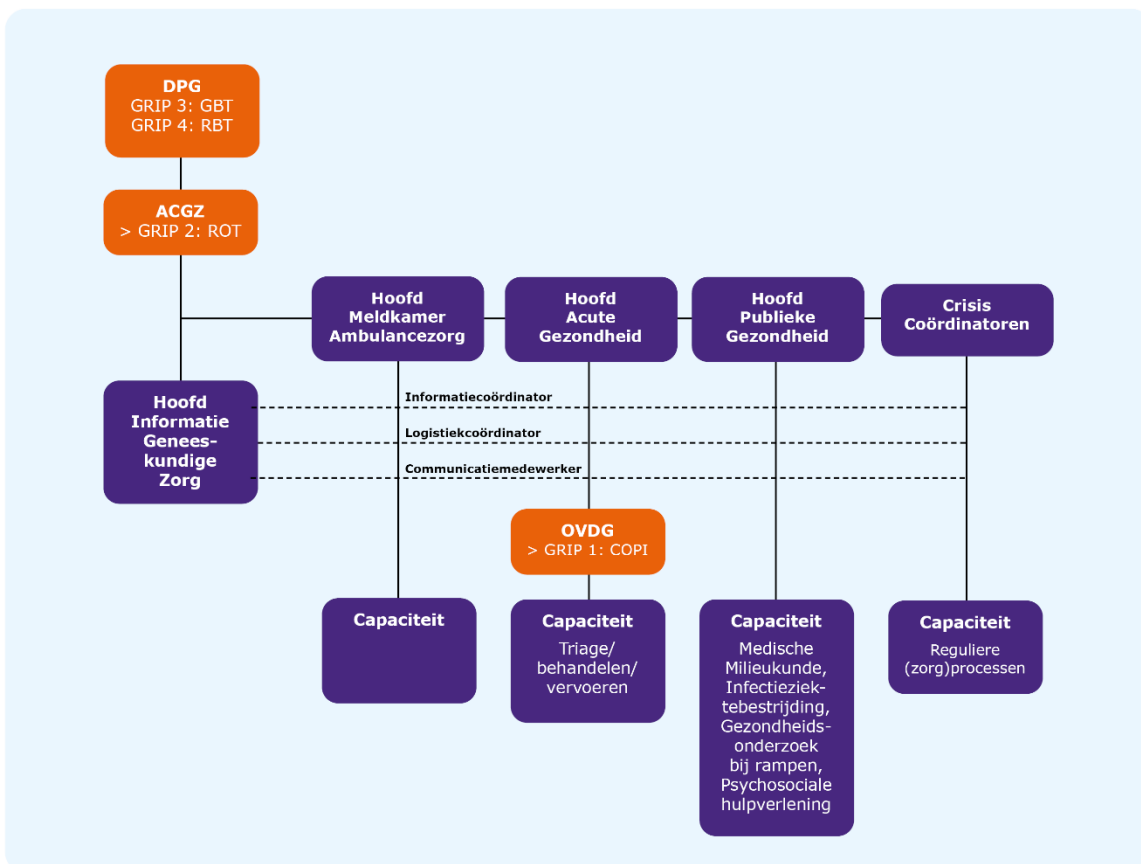 DPG
GRIP 3: GBT
GRIP 4: RBT
ACGZ
> GRIP 2: ROT
Hoofd
Meldkamer
Ambulancezorg
Hoofd
Acute
Gezondheid
Hoofd
Publieke
Gezondheid
Crisis
Coördinatoren
Hoofd
Informatie
Genees-
kundige
Zorg
Informatiecoördinator
Logistiekcoördinator
Communicatiemedewerker
OVDG
> GRIP 1: COPI
Capaciteit
Capaciteit
Triage/
behandelen/
vervoeren
Capaciteit
Medische
Milieukunde,
Infectieziek-
tebestrijding,
Gezondheids-
onderzoek
bij rampen,
Psychosociale
hulpverlening
Capaciteit
Reguliere
(zorg)processen